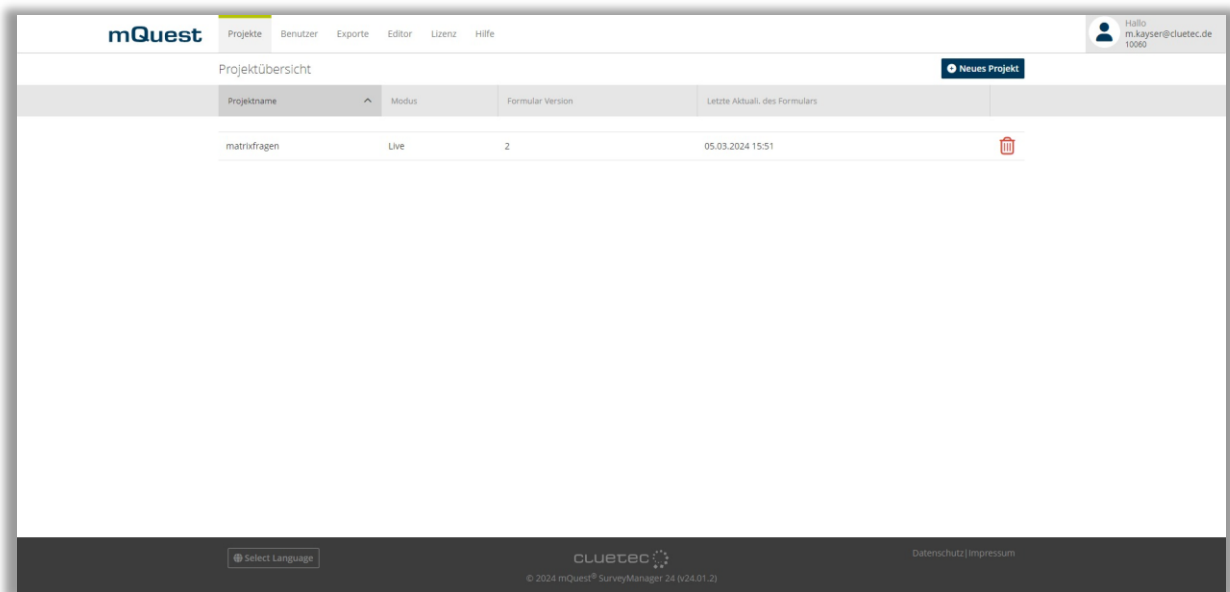 mQuest Projekte Benutzer Exporte Editor Lizenz Hilfe
Hallo
m.kayser@cluetec.de
10060
Projektübersicht Neues Projekt
Projektname Modus Formular Version Letzte Aktuali. des Formulars
matrixfragen Live 2 05.03.2024 15:51
Select Language cluetec Datenschutz|Impressum
© 2024 mQuest® SurveyManager 24 (v24.01.2)